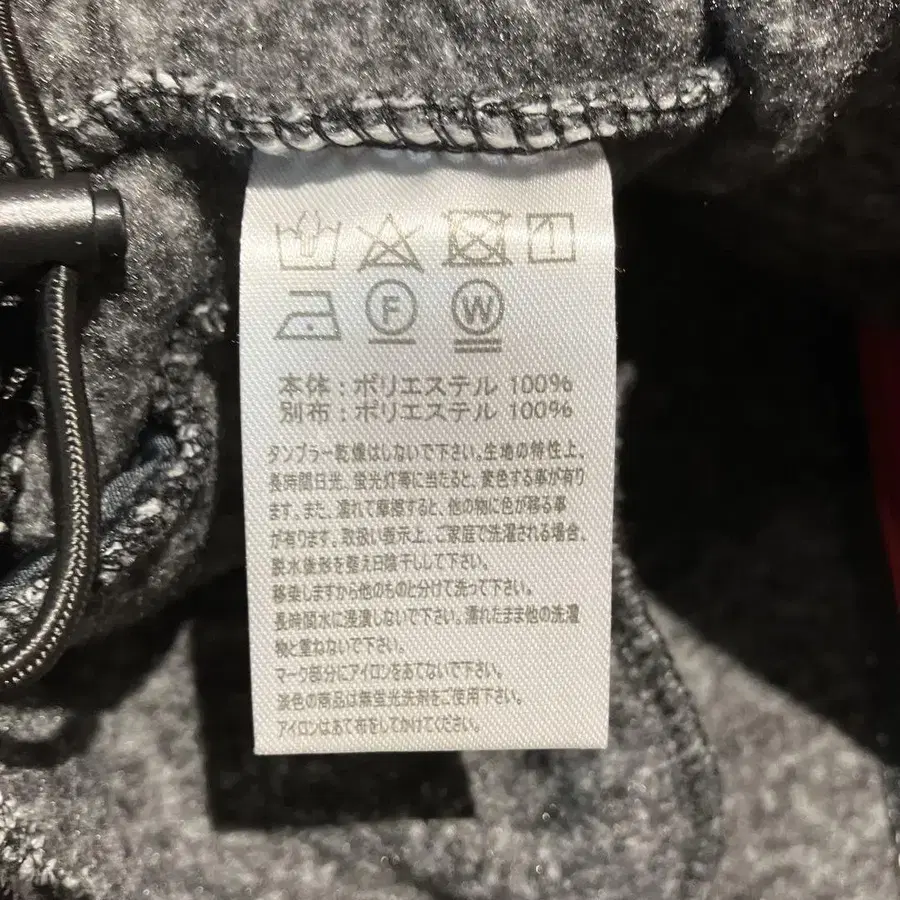 F W
本体：ポリエステル 100%
別布：ポリエステル 100%
タンブラー乾燥はしないで下さい。生地の特性上、
長時間日光、蛍光灯等に当たると、変色する事が有り
ます。また、濡れて摩擦すると、他の物に色が移る事
が有ります。取扱い表示上、ご家庭で洗濯される場合、
脱水後形を整え日陰干しして下さい。
移染しますから他のものと分けて洗って下さい。
長時間水に浸漬しないで下さい。濡れたまま他の洗濯
物と重ねないで下さい。
マーク部分にアイロンをあてないで下さい。
淡色の商品は無蛍光洗剤をご使用下さい。
アイロンはあて布をしてかけてください。